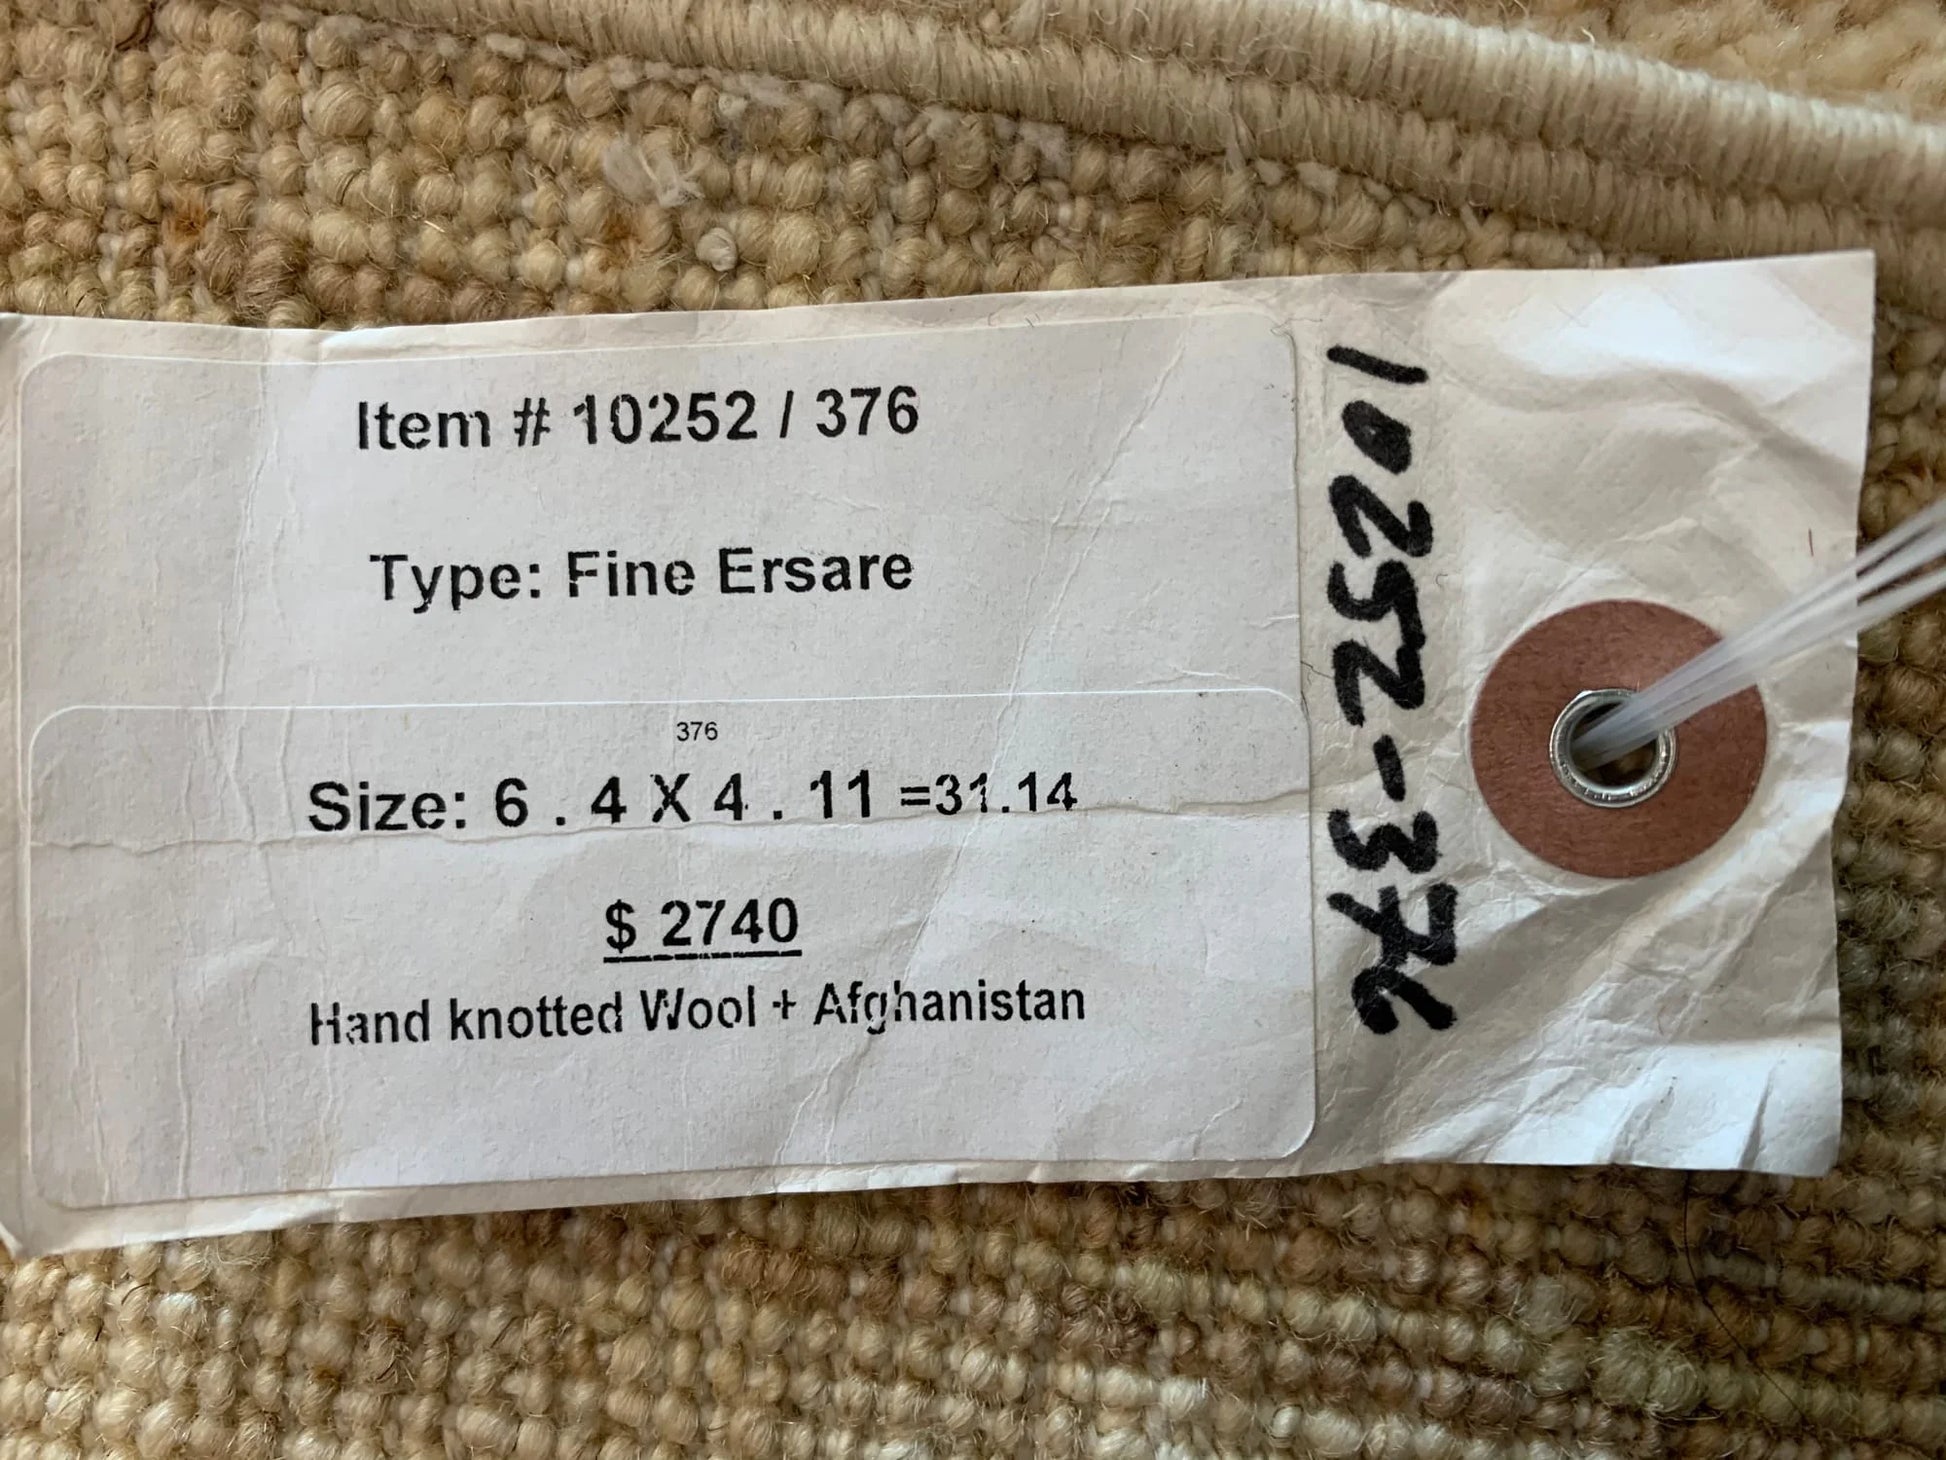 Item # 10252 / 376
Type: Fine Ersare
376
Size: 6 . 4 X 4 . 11 =31.14
$ 2740
Hand knotted Wool + Afghanistan
10252-376